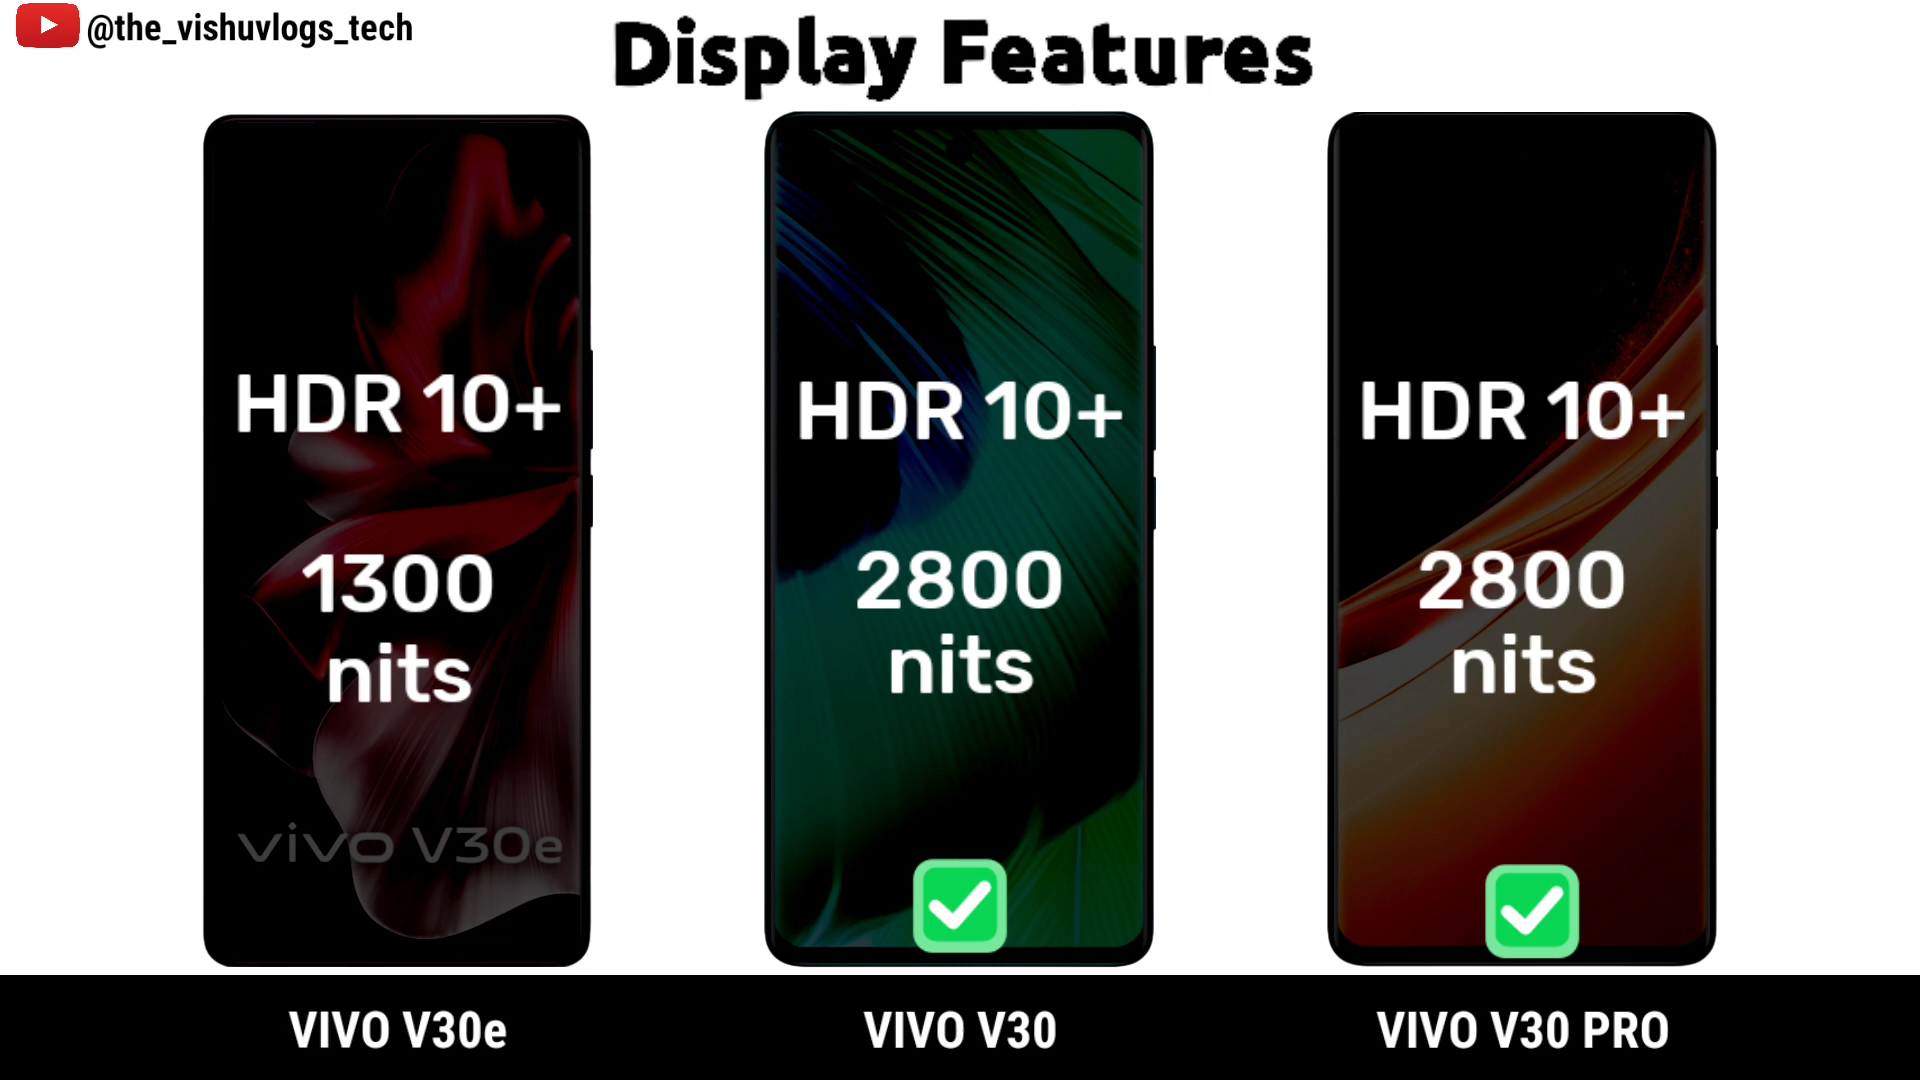 @the_vishuvlogs_tech
Display Features
HDR 10+
1300
nits
vivo V30e
HDR 10+
2800
nits
HDR 10+
2800
nits
VIVO V30e
VIVO V30
VIVO V30 PRO